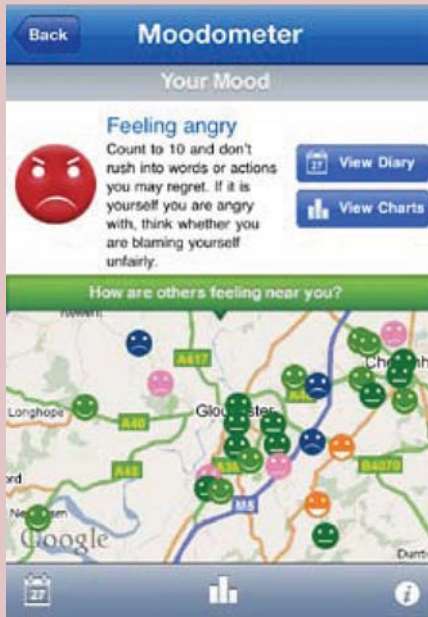 Back
Moodometer
Your Mood
Feeling angry
Count to 10 and don't
rush into words or actions
you may regret. If it is
yourself you are angry
with, think whether you
are blaming yourself
unfairly.
27 View Diary
View Charts
How are others feeling near you?
A417
Longhope
A40
A48
M5
B4070
Google
27
i